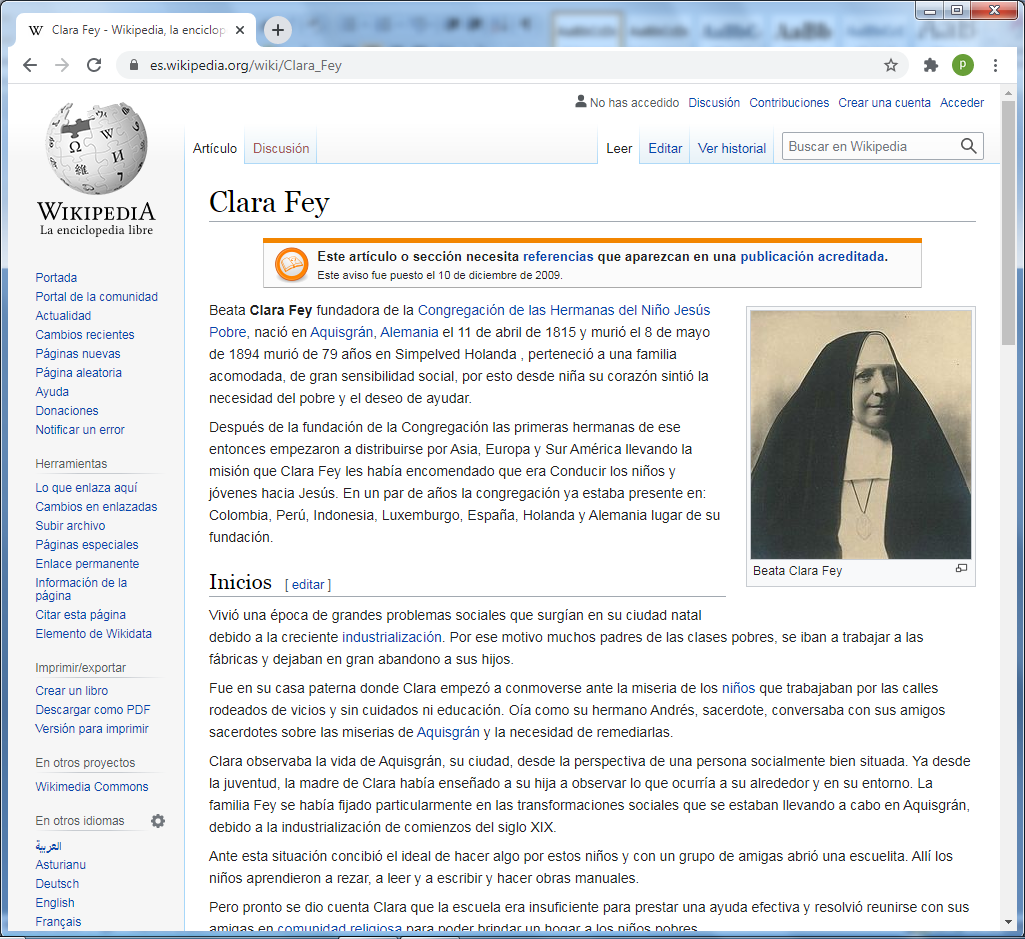 Clara Fey - Wikipedia, la enciclop
es.wikipedia.org/wiki/Clara_Fey
P
No has accedido Discusión Contribuciones Crear una cuenta Acceder
Artículo Discusión Leer Editar Ver historial Buscar en Wikipedia
WIKIPEDIA
La enciclopedia libre
Portada
Portal de la comunidad
Actualidad
Cambios recientes
Páginas nuevas
Página aleatoria
Ayuda
Donaciones
Notificar un error
Herramientas
Lo que enlaza aquí
Cambios en enlazadas
Subir archivo
Páginas especiales
Enlace permanente
Información de la
página
Citar esta página
Elemento de Wikidata
Imprimir/exportar
Crear un libro
Descargar como PDF
Versión para imprimir
En otros proyectos
Wikimedia Commons
En otros idiomas
العربية
Asturianu
Deutsch
English
Français
Clara Fey
Este artículo o sección necesita referencias que aparezcan en una publicación acreditada.
Este aviso fue puesto el 10 de diciembre de 2009.
Beata Clara Fey fundadora de la Congregación de las Hermanas del Niño Jesús
Pobre, nació en Aquisgrán, Alemania el 11 de abril de 1815 y murió el 8 de mayo
de 1894 murió de 79 años en Simpelved Holanda , perteneció a una familia
acomodada, de gran sensibilidad social, por esto desde niña su corazón sintió la
necesidad del pobre y el deseo de ayudar.
Después de la fundación de la Congregación las primeras hermanas de ese
entonces empezaron a distribuirse por Asia, Europa y Sur América llevando la
misión que Clara Fey les había encomendado que era Conducir los niños y
jóvenes hacia Jesús. En un par de años la congregación ya estaba presente en:
Colombia, Perú, Indonesia, Luxemburgo, España, Holanda y Alemania lugar de su
fundación.
Beata Clara Fey
Inicios [ editar ]
Vivió una época de grandes problemas sociales que surgían en su ciudad natal
debido a la creciente industrialización. Por ese motivo muchos padres de las clases pobres, se iban a trabajar a las
fábricas y dejaban en gran abandono a sus hijos.
Fue en su casa paterna donde Clara empezó a conmoverse ante la miseria de los niños que trabajaban por las calles
rodeados de vicios y sin cuidados ni educación. Oía como su hermano Andrés, sacerdote, conversaba con sus amigos
sacerdotes sobre las miserias de Aquisgrán y la necesidad de remediarlas.
Clara observaba la vida de Aquisgrán, su ciudad, desde la perspectiva de una persona socialmente bien situada. Ya desde
la juventud, la madre de Clara había enseñado a su hija a observar lo que ocurría a su alrededor y en su entorno. La
familia Fey se había fijado particularmente en las transformaciones sociales que se estaban llevando a cabo en Aquisgrán,
debido a la industrialización de comienzos del siglo XIX.
Ante esta situación concibió el ideal de hacer algo por estos niños y con un grupo de amigas abrió una escuelita. Allí los
niños aprendieron a rezar, a leer y a escribir y hacer obras manuales.
Pero pronto se dio cuenta Clara que la escuela era insuficiente para prestar una ayuda efectiva y resolvió reunirse con sus
amigas en comunidad religiosa para poder brindar un hogar a los niños pobres.